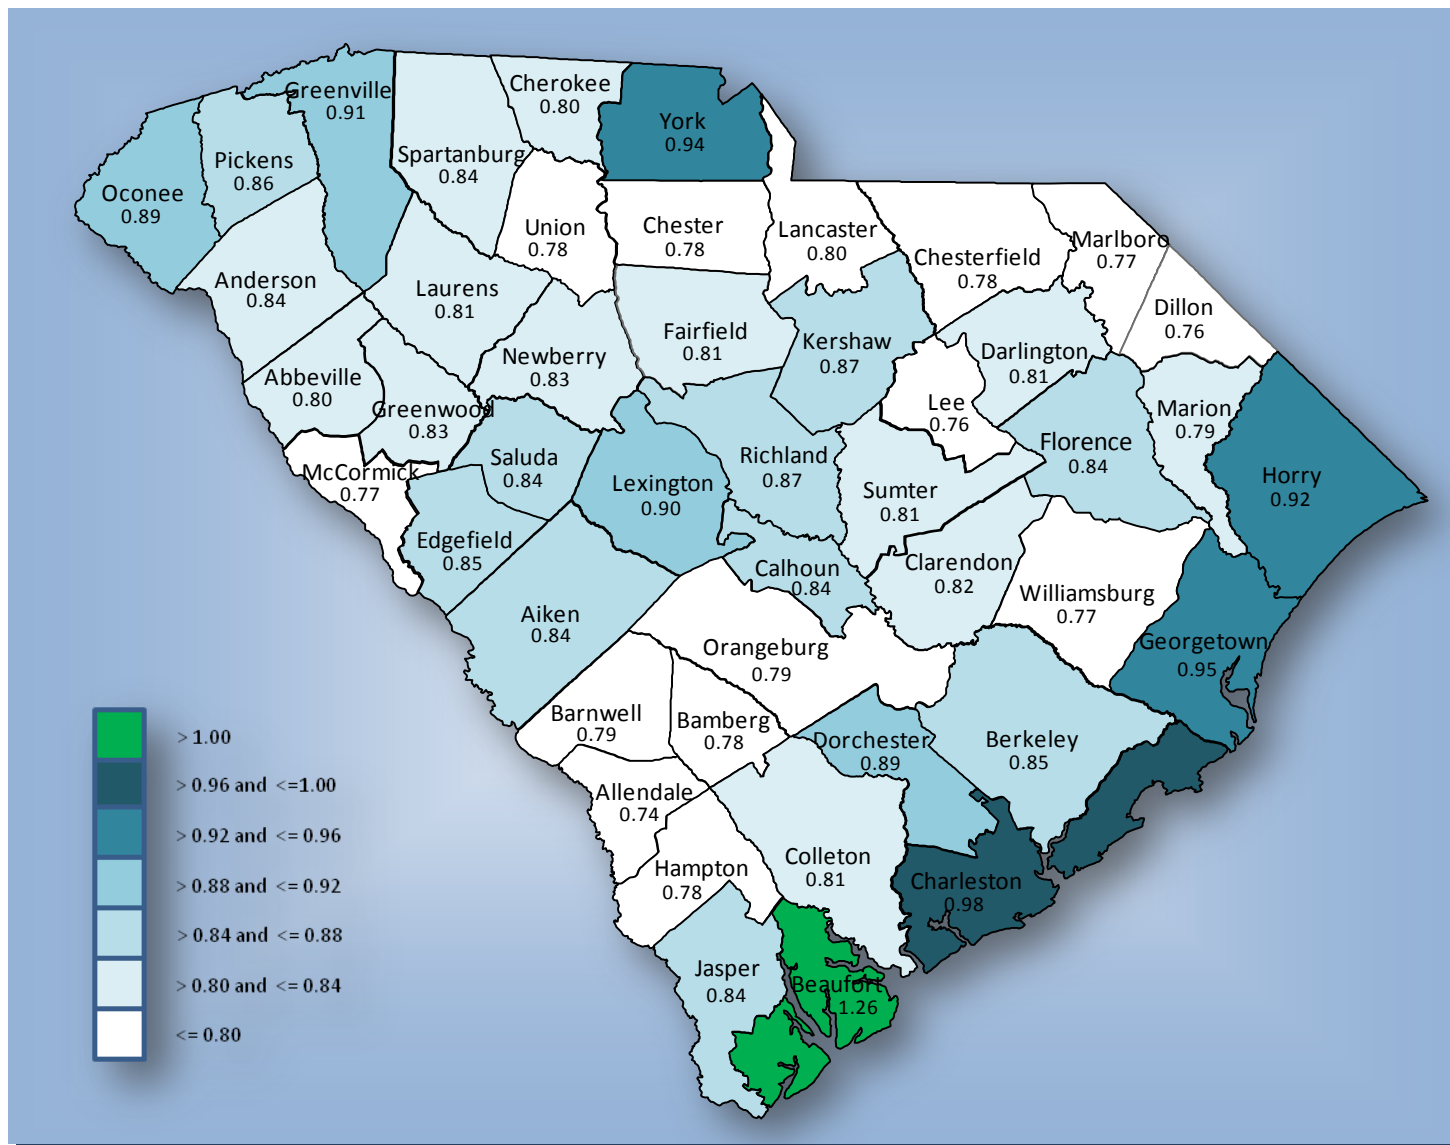 Greenville
0.91
Cherokee
0.80
York
0.94
Spartanburg
0.84
Pickens
0.86
Oconee
0.89
Union
0.78
Chester
0.78
Lancaster
0.80
Chesterfield
0.78
Marlboro
0.77
Dillon
0.76
Anderson
0.84
Laurens
0.81
Fairfield
0.81
Kershaw
0.87
Darlington
0.81
Newberry
0.83
Abbeville
0.80
Greenwood
0.83
Lee
0.76
Marion
0.79
Florence
0.84
Saluda
0.84
McCormick
0.77
Lexington
0.90
Richland
0.87
Sumter
0.81
Horry
0.92
Edgefield
0.85
Calhoun
0.84
Clarendon
0.82
Williamsburg
0.77
Aiken
0.84
Orangeburg
0.79
Georgetown
0.95
Barnwell
0.79
Bamberg
0.78
Dorchester
0.89
Berkeley
0.85
Allendale
0.74
Hampton
0.78
Colleton
0.81
Charleston
0.98
Jasper
0.84
Beaufort
1.26
> 1.00
> 0.96 and <=1.00
> 0.92 and <= 0.96
> 0.88 and <= 0.92
> 0.84 and <= 0.88
> 0.80 and <= 0.84
<= 0.80